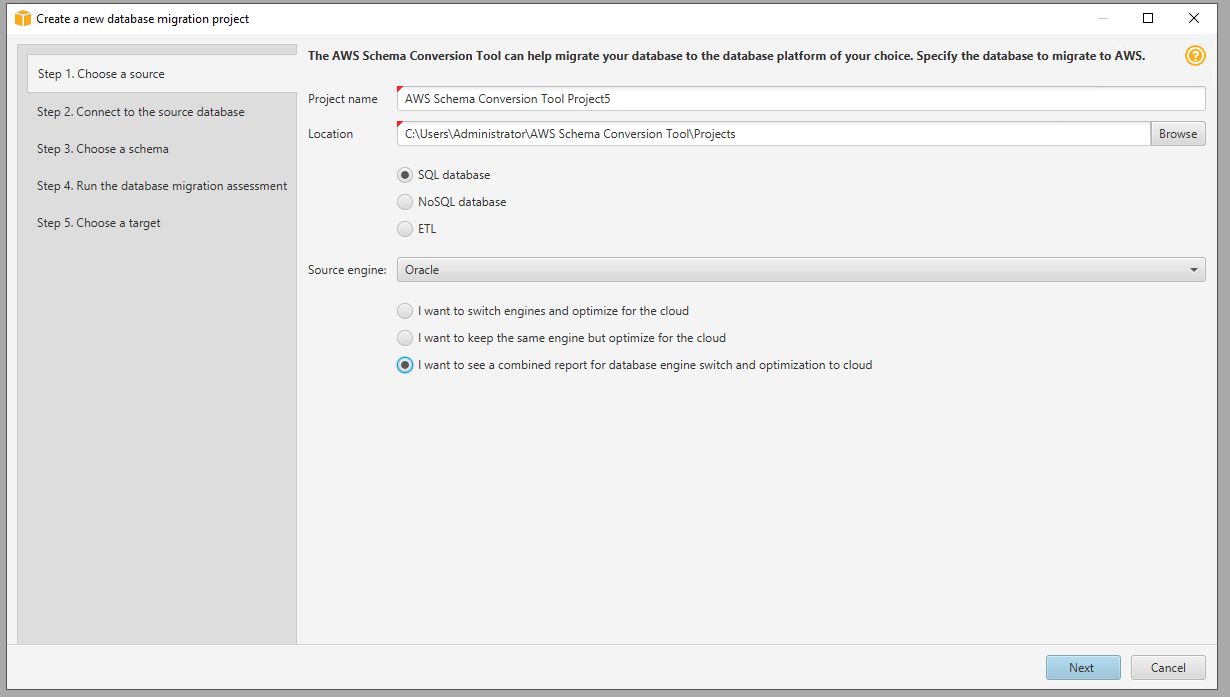 Create a new database migration project
Step 1. Choose a source
Step 2. Connect to the source database
Step 3. Choose a schema
Step 4. Run the database migration assessment
Step 5. Choose a target
The AWS Schema Conversion Tool can help migrate your database to the database platform of your choice. Specify the database to migrate to AWS.
?
Project name AWS Schema Conversion Tool Project5
Location C:\Users\Administrator\AWS Schema Conversion Tool\Projects Browse
SQL database
NoSQL database
ETL
Source engine: Oracle
I want to switch engines and optimize for the cloud
I want to keep the same engine but optimize for the cloud
I want to see a combined report for database engine switch and optimization to cloud
Next Cancel